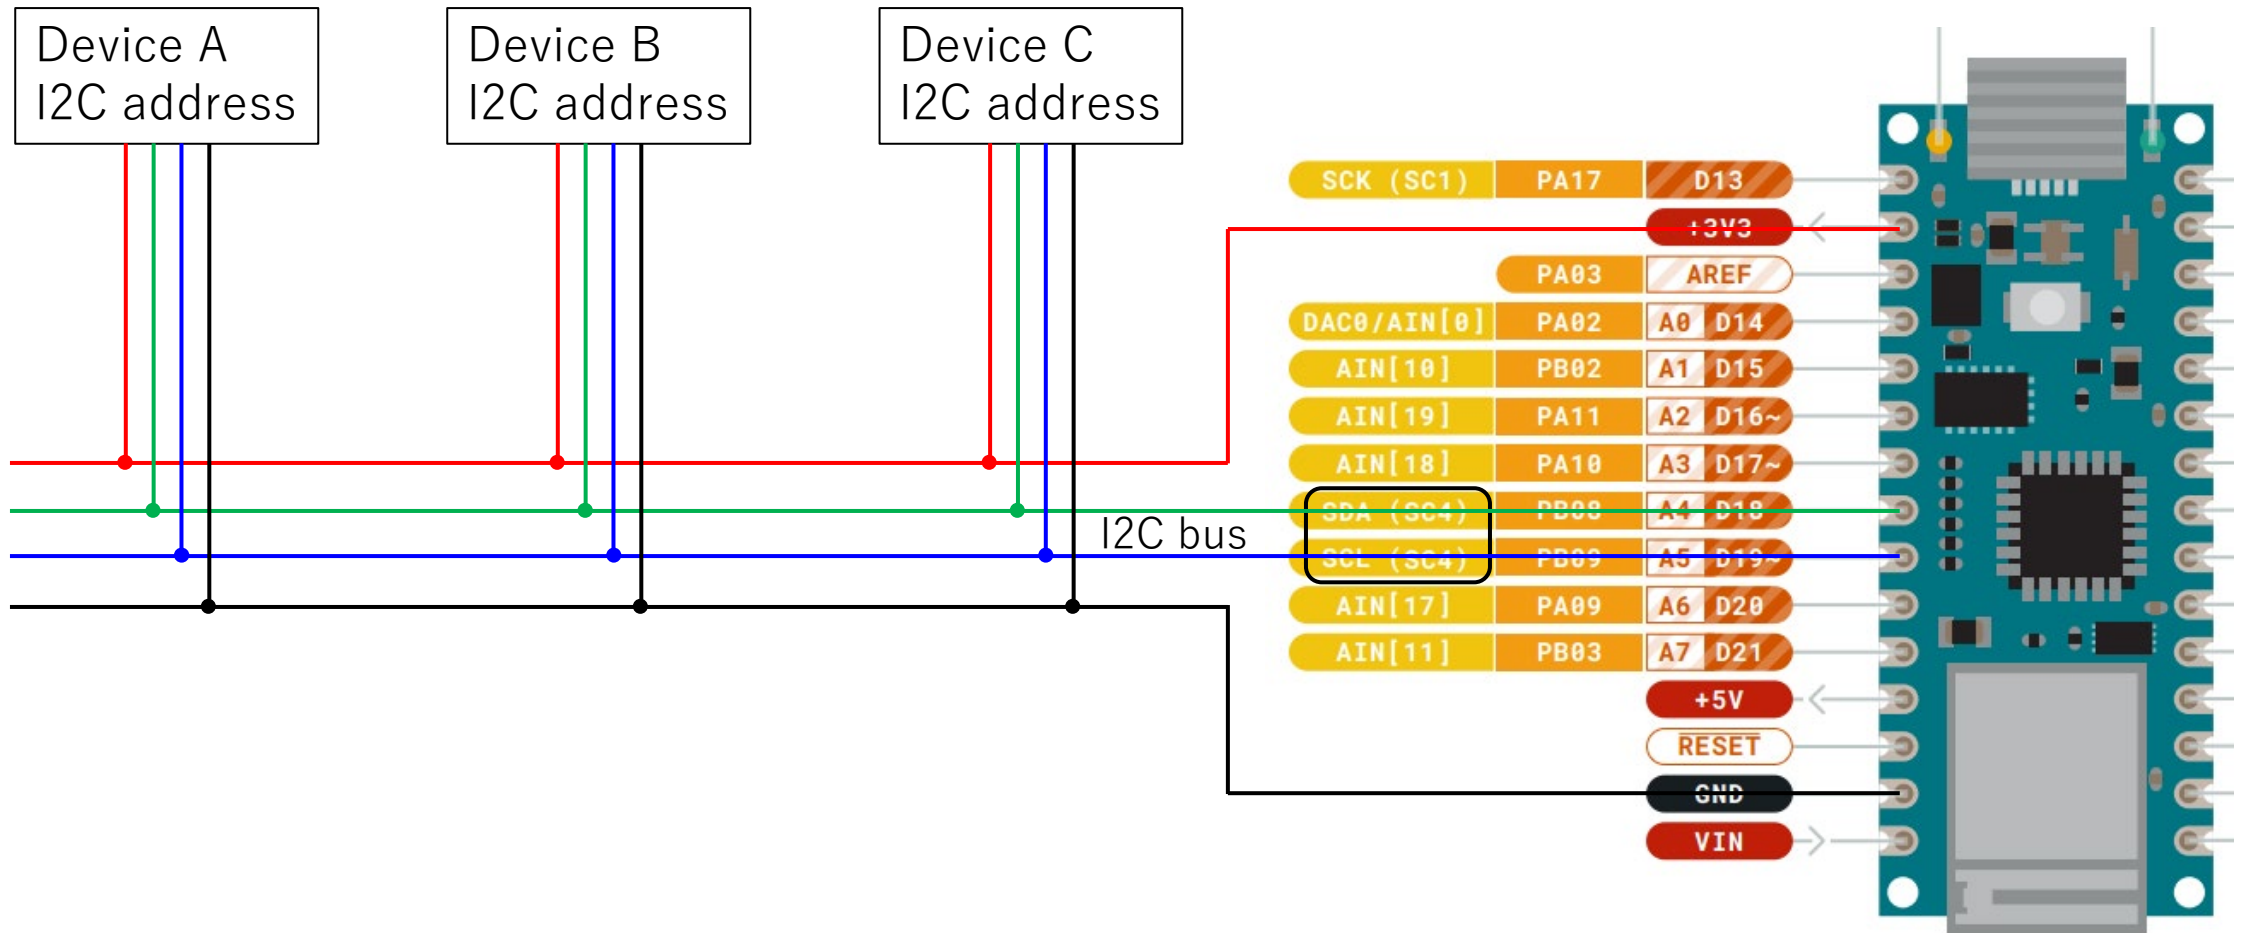 Device A
I2C address
Device B
I2C address
Device C
I2C address
SCK (SC1) PA17 D13
+3V3
PA03 AREF
DAC0/AIN[0] PA02 A0 D14
AIN[10] PB02 A1 D15
AIN[19] PA11 A2 D16~
AIN[18] PA10 A3 D17~
SDA (SC4) PB08 A4 D18
I2C bus
SCL (SC4) PB09 A5 D19~
AIN[17] PA09 A6 D20
AIN[11] PB03 A7 D21
+5V
RESET
GND
VIN